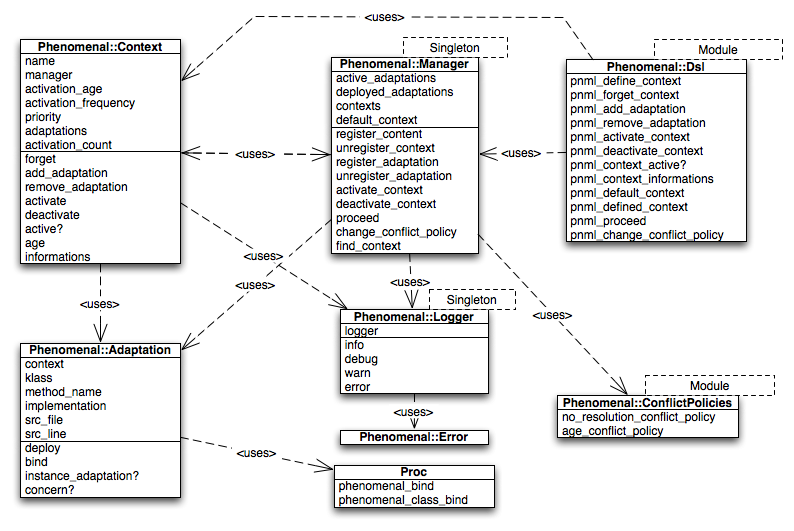 <uses>
Phenomenal::Context
name
manager
activation_age
activation_frequency
priority
adaptations
activation_count
forget
add_adaptation
remove_adaptation
activate
deactivate
active?
age
informations
Singleton
Phenomenal::Manager
active_adaptations
deployed_adaptations
contexts
default_context
register_content
unregister_context
register_adaptation
unregister_adaptation
activate_context
deactivate_context
proceed
change_conflict_policy
find_context
Module
Phenomenal::Dsl
pnml_define_context
pnml_forget_context
pnml_add_adaptation
pnml_remove_adaptation
pnml_activate_context
pnml_deactivate_context
pnml_context_active?
pnml_context_informations
pnml_default_context
pnml_defined_context
pnml_proceed
pnml_change_conflict_policy
<uses>
<uses>
<uses>
<uses>
<uses>
<uses>
<uses>
<uses>
Singleton
Phenomenal::Logger
logger
info
debug
warn
error
Phenomenal::Adaptation
context
klass
method_name
implementation
src_file
src_line
deploy
bind
instance_adaptation?
concern?
Module
Phenomenal::ConflictPolicies
no_resolution_conflict_policy
age_conflict_policy
<uses>
Phenomenal::Error
<uses>
Proc
phenomenal_bind
phenomenal_class_bind